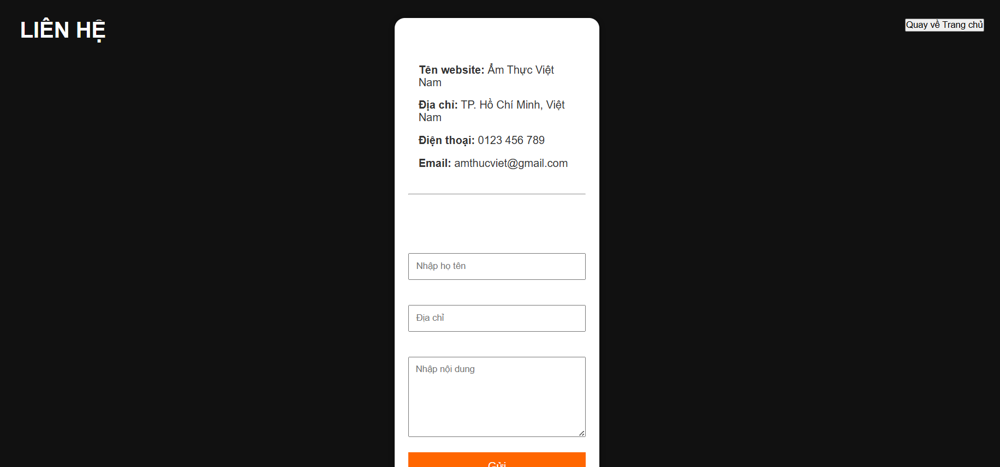 LIÊN HỆ
Quay về Trang chủ
Tên website: Ẩm Thực Việt
Nam
Địa chỉ: TP. Hồ Chí Minh, Việt
Nam
Điện thoại: 0123 456 789
Email: amthucviet@gmail.com
Nhập họ tên
Địa chỉ
Nhập nội dung
Gửi